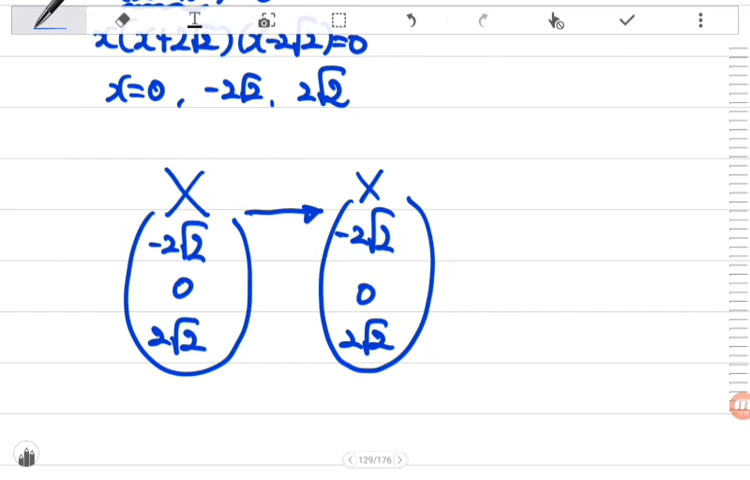 x(x+2√2)(x-2√2)=0
x=0, -2√2, 2√2
X → X
-2√2 -2√2
0 0
2√2 2√2
129/176